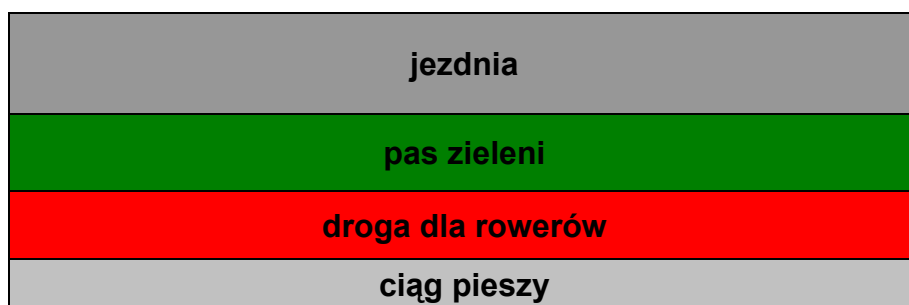 jezdnia
pas zieleni
droga dla rowerów
ciąg pieszy